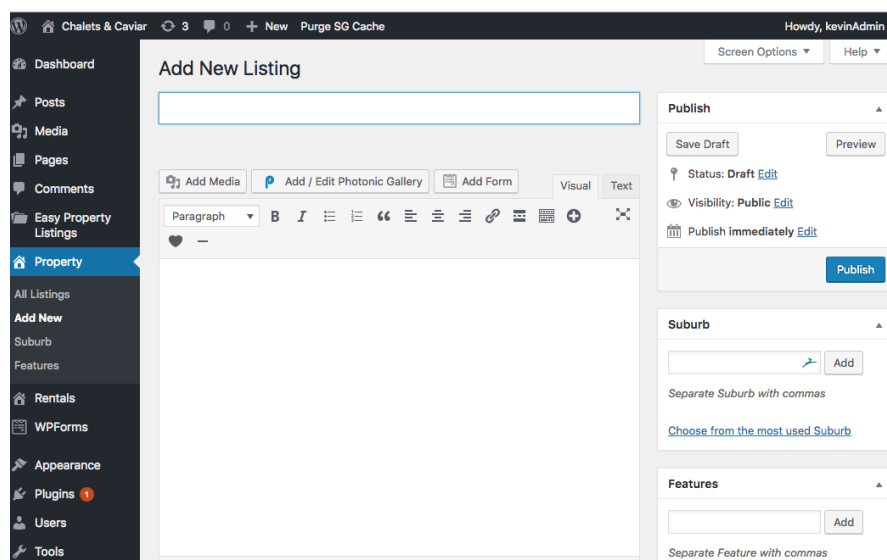 Chalets & Caviar 3 0 + New Purge SG Cache Howdy, kevinAdmin
Screen Options ▼ Help ▼
Dashboard
Posts
Media
Pages
Comments
Easy Property
Listings
Property
All Listings
Add New
Suburb
Features
Rentals
WPForms
Appearance
Plugins 1
Users
Tools
Add New Listing
Add Media
Add / Edit Photonic Gallery
Add Form
Visual Text
Paragraph ▼ B I
Publish
Save Draft Preview
Status: Draft Edit
Visibility: Public Edit
Publish immediately Edit
Publish
Suburb
Add
Separate Suburb with commas
Choose from the most used Suburb
Features
Add
Separate Feature with commas